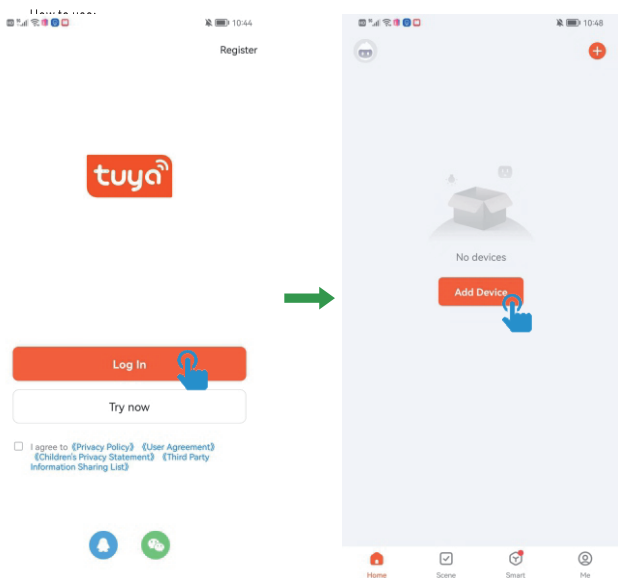 How to use:
10:44
Register
tuya
Log In
Try now
I agree to 《Privacy Policy》 《User Agreement》
《Children's Privacy Statement》 《Third Party
Information Sharing List》
10:48
No devices
Add Device
Home
Scene
Smart
Me